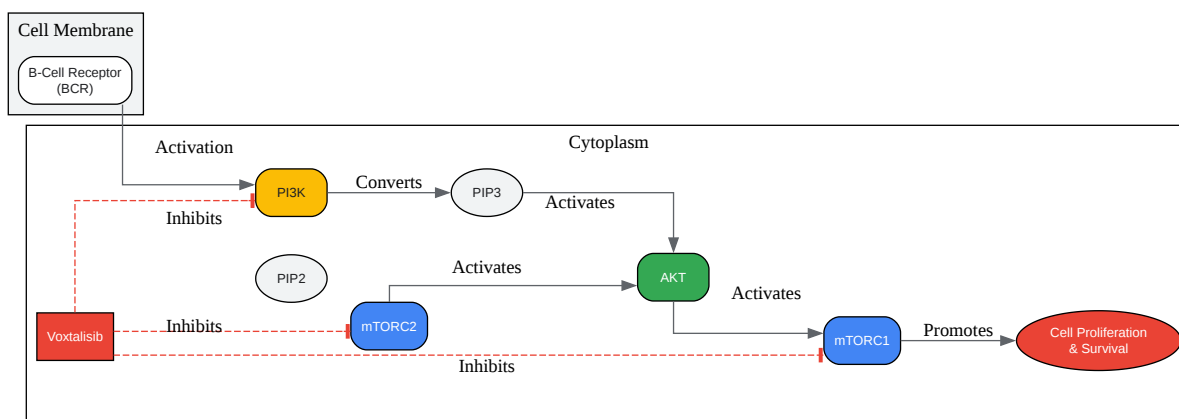 Cell Membrane
B-Cell Receptor
(BCR)
Cytoplasm
Activation
PI3K
Converts
PIP3
Activates
Inhibits
PIP2
Activates
AKT
Activates
Voxtalisib
Inhibits
mTORC2
Inhibits
mTORC1
Promotes
Cell Proliferation
& Survival